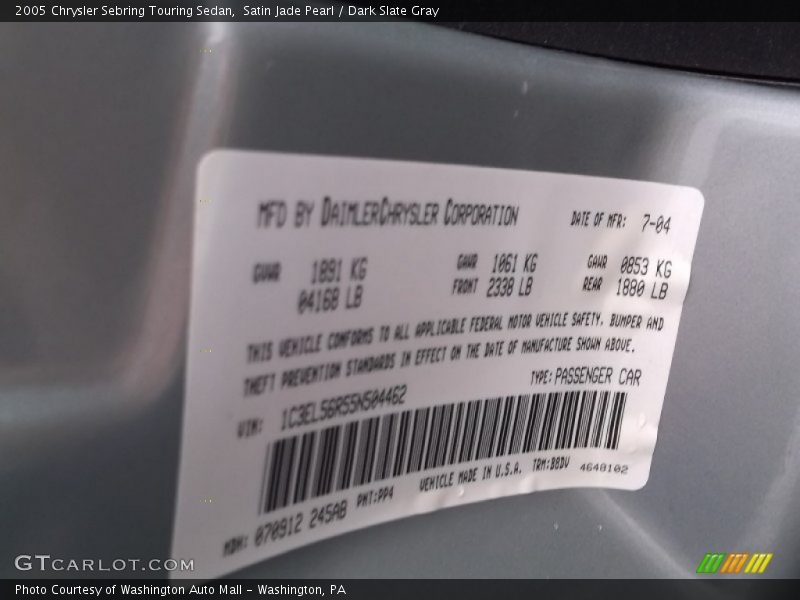 2005 Chrysler Sebring Touring Sedan,  Satin Jade Pearl / Dark Slate Gray
MFD BY DAIMLERCHRYSLER CORPORATION DATE OF MFR: 7-04
GVWR 1891 KG GAWR 1061 KG GAWR 0853 KG
04168 LB FRONT 2338 LB REAR 1880 LB
THIS VEHICLE CONFORMS TO ALL APPLICABLE FEDERAL MOTOR VEHICLE SAFETY, BUMPER AND
THEFT PREVENTION STANDARDS IN EFFECT ON THE DATE OF MANUFACTURE SHOWN ABOVE.
VIN: 1C3EL56R55N504462 TYPE: PASSENGER CAR
MDH: 070912 245AB PNT:PP4 VEHICLE MADE IN U.S.A. TRM:B8DV 4648102
GTCARLOT.COM
Photo Courtesy of Washington Auto Mall - Washington, PA